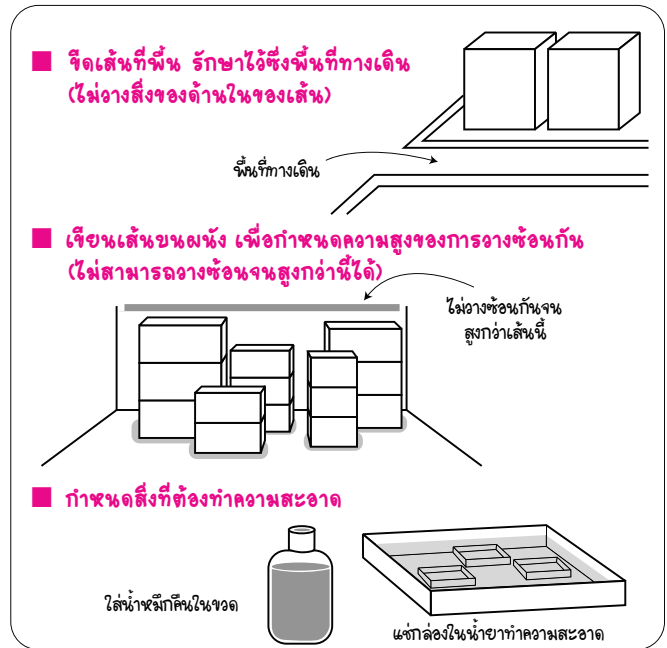 ขีดเส้นที่พื้น รักษาไว้ซึ่งพื้นที่ทางเดิน
(ไม่วางสิ่งของด้านในของเส้น)
พื้นที่ทางเดิน
เขียนเส้นบนผนัง เพื่อกำหนดความสูงของการวางซ้อนกัน
(ไม่สามารถวางซ้อนจนสูงกว่านี้ได้)
ไม่วางซ้อนกันจน
สูงกว่าเส้นนี้
กำหนดสิ่งที่ต้องทำความสะอาด
ใส่น้ำหมึกคืนในขวด
แช่กล่องในน้ำยาทำความสะอาด